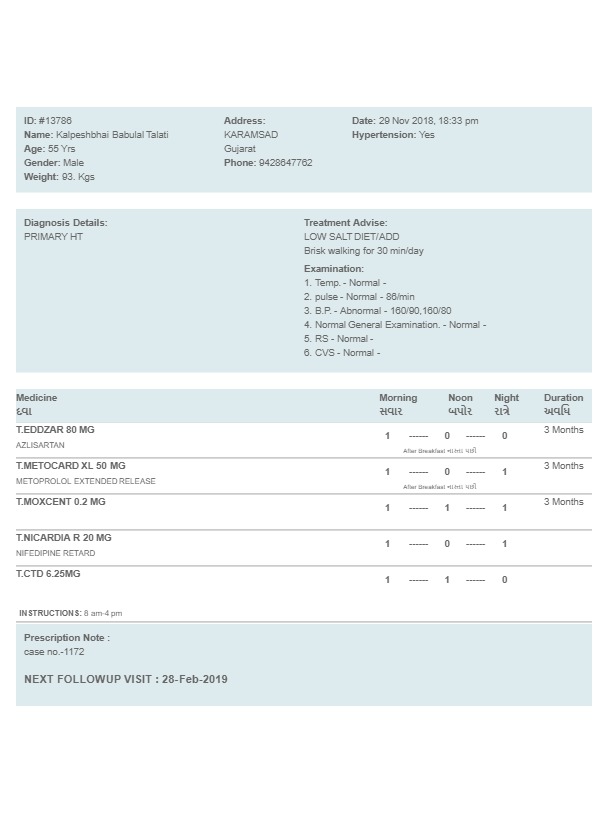 ID: #13786
Name: Kalpeshbhai Babulal Talati
Age: 55 Yrs
Gender: Male
Weight: 93. Kgs
Address:
KARAMSAD
Gujarat
Phone: 9428647762
Date: 29 Nov 2018, 18:33 pm
Hypertension: Yes
Diagnosis Details:
PRIMARY HT
Treatment Advise:
LOW SALT DIET/ADD
Brisk walking for 30 min/day
Examination:
1. Temp. - Normal -
2. pulse - Normal - 86/min
3. B.P. - Abnormal - 160/90,160/80
4. Normal General Examination. - Normal -
5. RS - Normal -
6. CVS - Normal -
Medicine Morning Noon Night Duration
દવા સવાર બપોર રાત્રે અવધિ
T.EDDZAR 80 MG 3 Months
1 ------ 0 ------ 0
AZLISARTAN
After Breakfast નાસ્તા પછી
T.METOCARD XL 50 MG 3 Months
1 ------ 0 ------ 1
METOPROLOL EXTENDED RELEASE
After Breakfast નાસ્તા પછી
T.MOXCENT 0.2 MG 3 Months
1 ------ 1 ------ 1
T.NICARDIA R 20 MG
1 ------ 0 ------ 1
NIFEDIPINE RETARD
T.CTD 6.25MG
1 ------ 1 ------ 0
INSTRUCTIONS: 8 am-4 pm
Prescription Note :
case no.-1172
NEXT FOLLOWUP VISIT : 28-Feb-2019